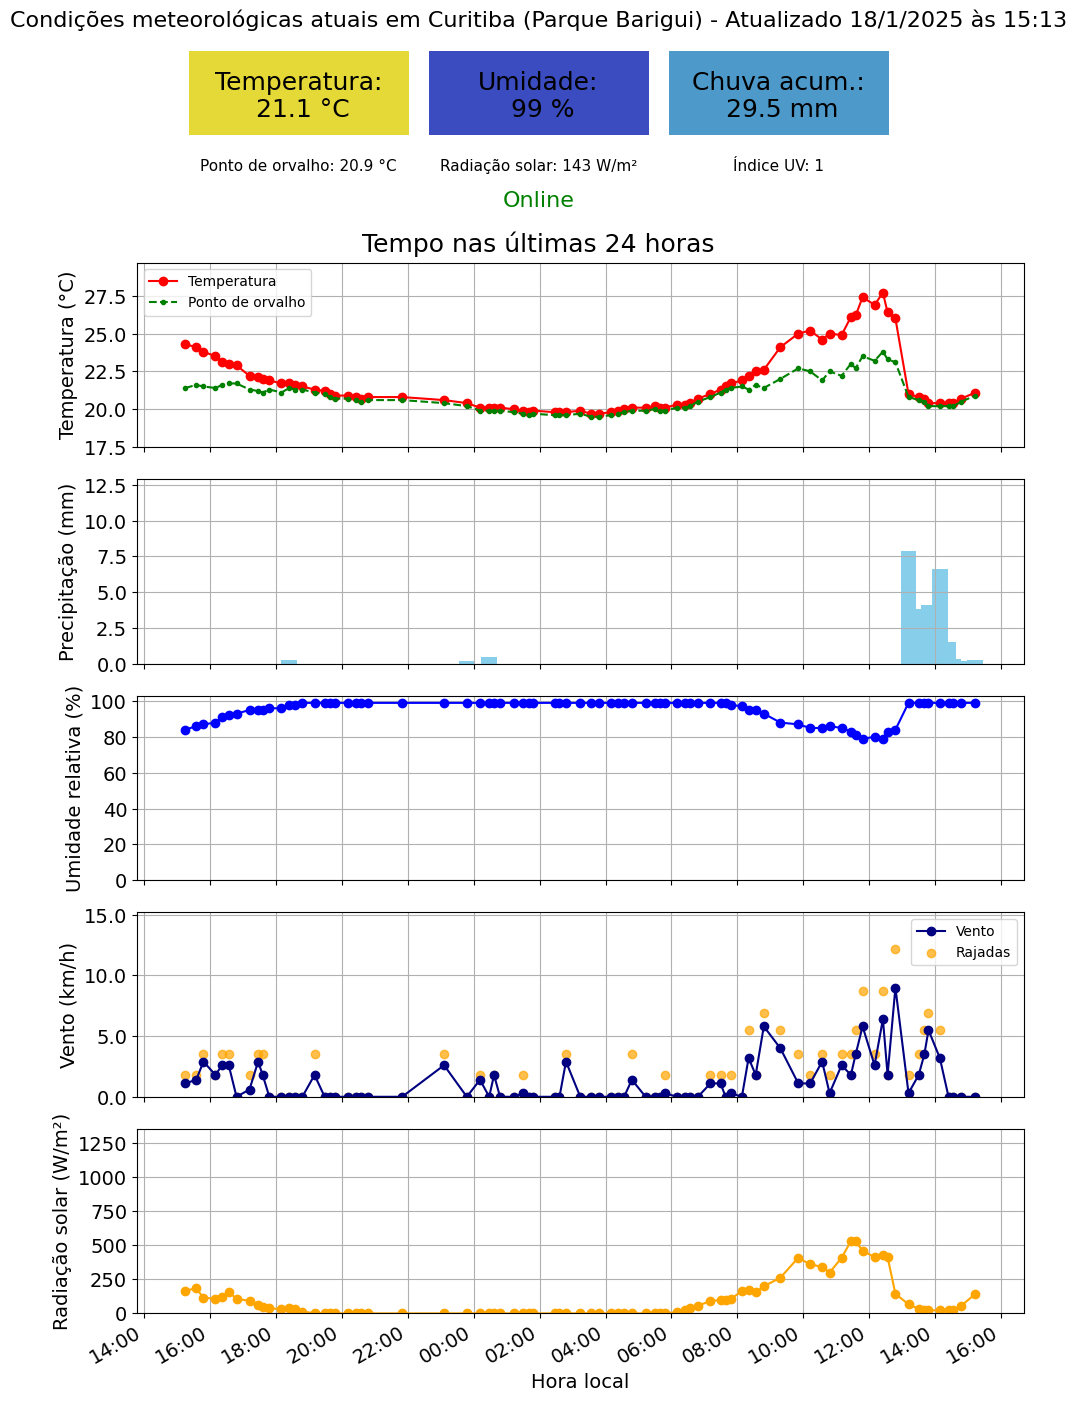 Condições meteorológicas atuais em Curitiba (Parque Barigui) - Atualizado 18/1/2025 às 15:13
Temperatura:
21.1 °C
Umidade:
99 %
Chuva acum.:
29.5 mm
Ponto de orvalho: 20.9 °C
Radiação solar: 143 W/m²
Índice UV: 1
Online
Tempo nas últimas 24 horas
Temperatura (°C)
27.5
25.0
22.5
20.0
17.5
Temperatura
Ponto de orvalho
Precipitação (mm)
12.5
10.0
7.5
5.0
2.5
0.0
Umidade relativa (%)
100
80
60
40
20
0
Vento (km/h)
15.0
10.0
5.0
0.0
Vento
Rajadas
Radiação solar (W/m²)
1250
1000
750
500
250
0
14:00
16:00
18:00
20:00
22:00
00:00
02:00
04:00
06:00
08:00
10:00
12:00
14:00
16:00
Hora local